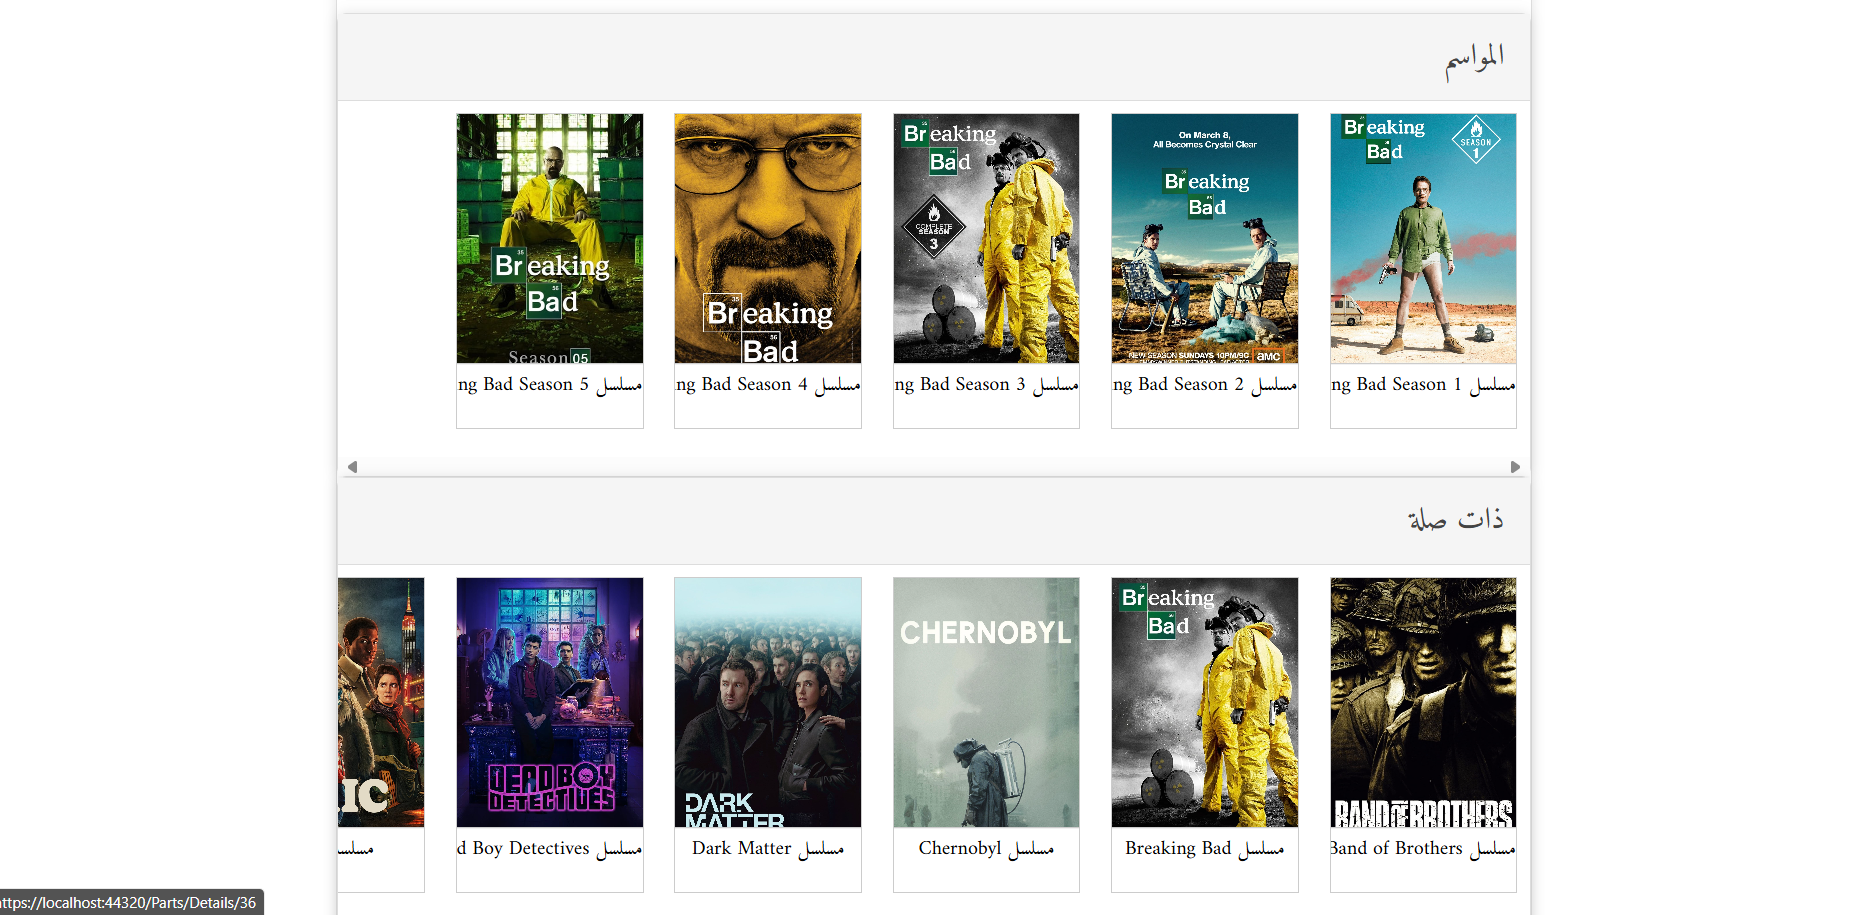 المواسم
Breaking Bad
SEASON 1
On March 8,
All Becomes Crystal Clear
Breaking Bad
NEW SEASON SUNDAYS 10PM/9C amc
Breaking Bad
COMPLETE SEASON 3
Breaking Bad
Breaking Bad
Season 05
مسلسل ng Bad Season 1
مسلسل ng Bad Season 2
مسلسل ng Bad Season 3
مسلسل ng Bad Season 4
مسلسل ng Bad Season 5
ذات صلة
BAND OF BROTHERS
Breaking Bad
CHERNOBYL
DARK MATTER
DEAD BOY DETECTIVES
IC
مسلسل Band of Brothers
مسلسل Breaking Bad
مسلسل Chernobyl
مسلسل Dark Matter
مسلسل d Boy Detectives
مسلس
ttps://localhost:44320/Parts/Details/36